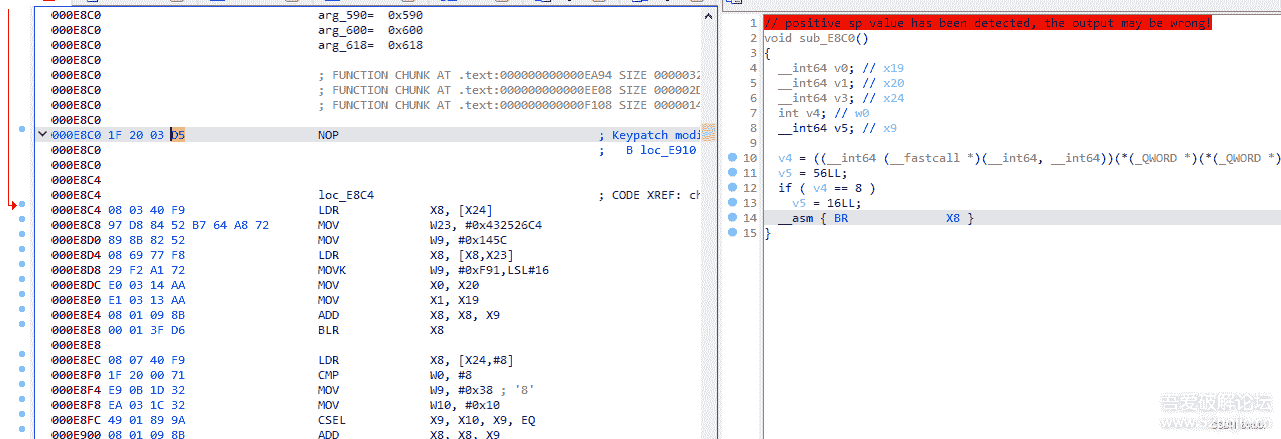 000E8C0 arg_590= 0x590
000E8C0 arg_600= 0x600
000E8C0 arg_618= 0x618
000E8C0
000E8C0 ; FUNCTION CHUNK AT .text:000000000000EA94 SIZE 0000032
000E8C0 ; FUNCTION CHUNK AT .text:000000000000EE08 SIZE 000002D
000E8C0 ; FUNCTION CHUNK AT .text:000000000000F108 SIZE 0000014
000E8C0
000E8C0 1F 20 03 D5 NOP ; Keypatch modi
000E8C0 ; B loc_E910
000E8C0
000E8C4
000E8C4 loc_E8C4 ; CODE XREF: ch
000E8C4 08 03 40 F9 LDR X8, [X24]
000E8C8 97 D8 84 52 B7 64 A8 72 MOV W23, #0x432526C4
000E8D0 89 8B 82 52 MOV W9, #0x145C
000E8D4 08 69 77 F8 LDR X8, [X8,X23]
000E8D8 29 F2 A1 72 MOVK W9, #0xF91,LSL#16
000E8DC E0 03 14 AA MOV X0, X20
000E8E0 E1 03 13 AA MOV X1, X19
000E8E4 08 01 09 8B ADD X8, X8, X9
000E8E8 00 01 3F D6 BLR X8
000E8E8
000E8EC 08 07 40 F9 LDR X8, [X24,#8]
000E8F0 1F 20 00 71 CMP W0, #8
000E8F4 E9 0B 1D 32 MOV W9, #0x38 ; '8'
000E8F8 EA 03 1C 32 MOV W10, #0x10
000E8FC 49 01 89 9A CSEL X9, X10, X9, EQ
000E900 08 01 09 8B ADD X8, X8, X9
1 // positive sp value has been detected, the output may be wrong!
2 void sub_E8C0()
3 {
4 __int64 v0; // x19
5 __int64 v1; // x20
6 __int64 v3; // x24
7 int v4; // w0
8 __int64 v5; // x9
9
10 v4 = ((__int64 (__fastcall *)(__int64, __int64))(*(_QWORD *)(*(_QWORD *)
11 v5 = 56LL;
12 if ( v4 == 8 )
13 v5 = 16LL;
14 __asm { BR X8 }
15 }
吾爱破解论坛